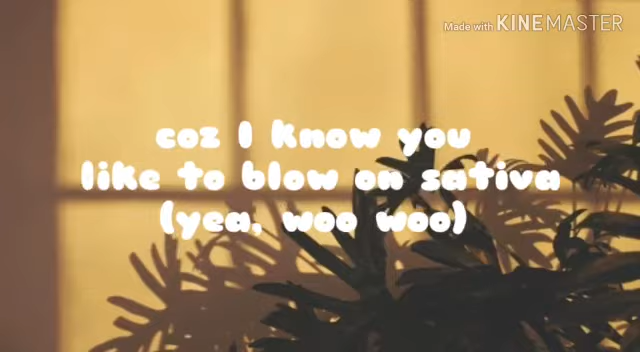 Made with KINEMASTER
coz I know you
like to blow on sativa
(yea, woo woo)